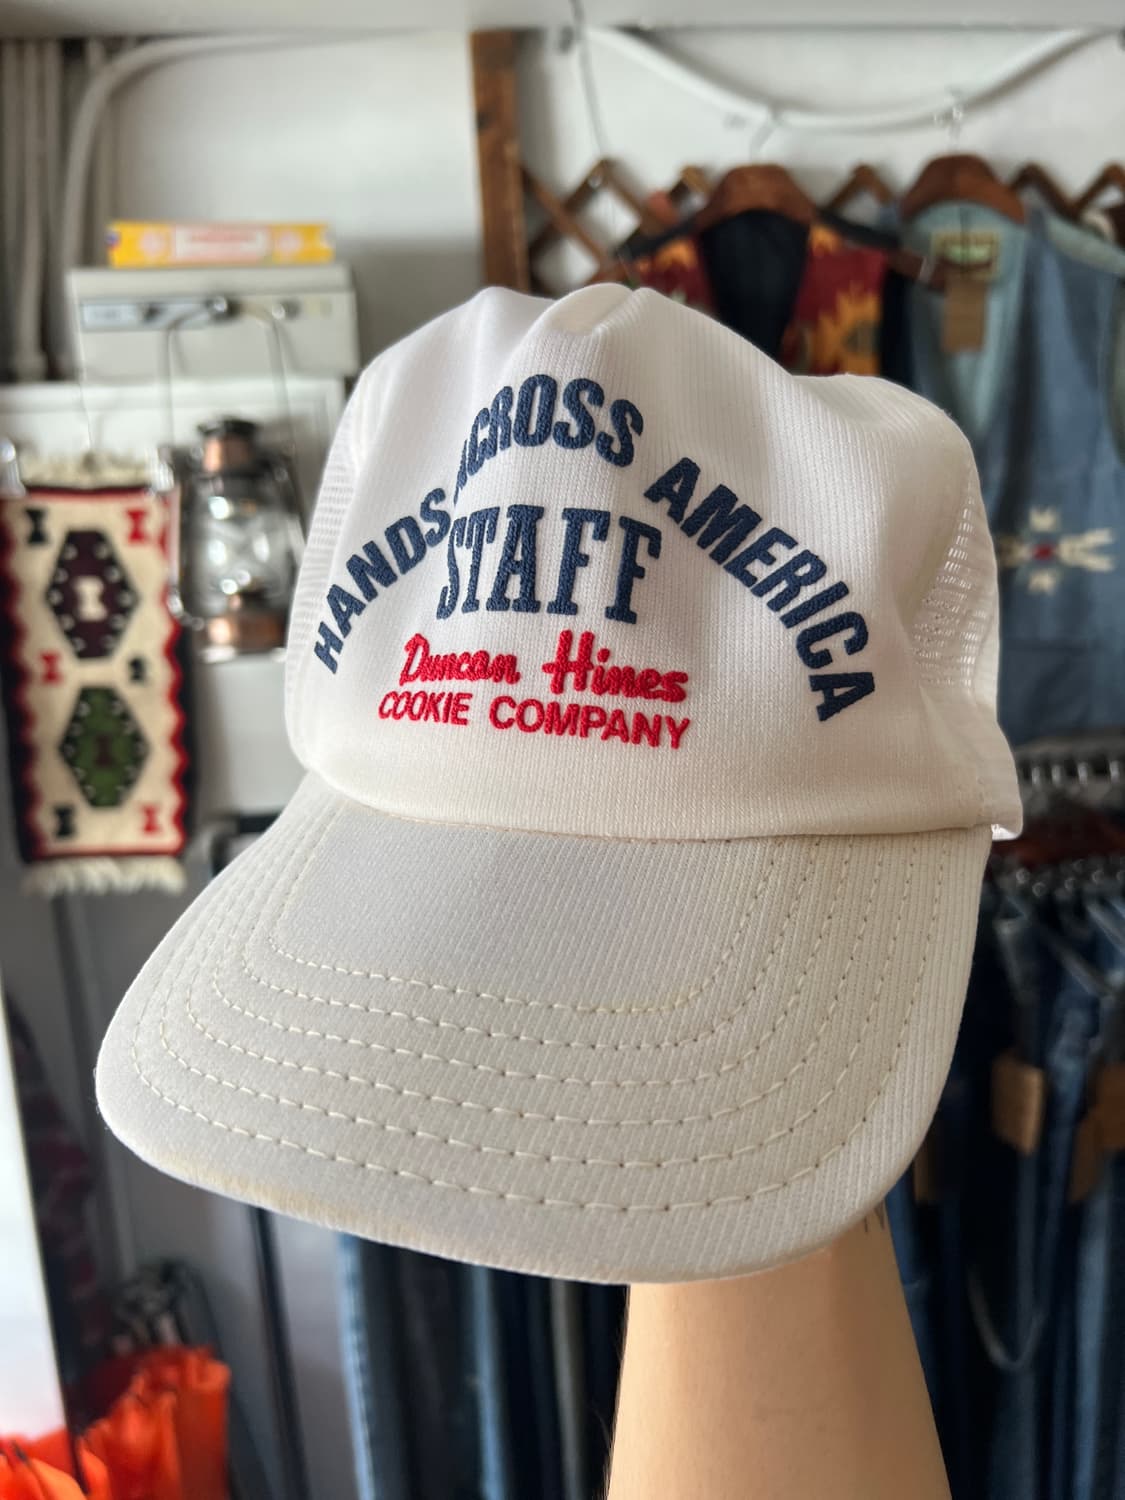 HANDS ACROSS AMERICA
STAFF
Duncan Hines
COOKIE COMPANY